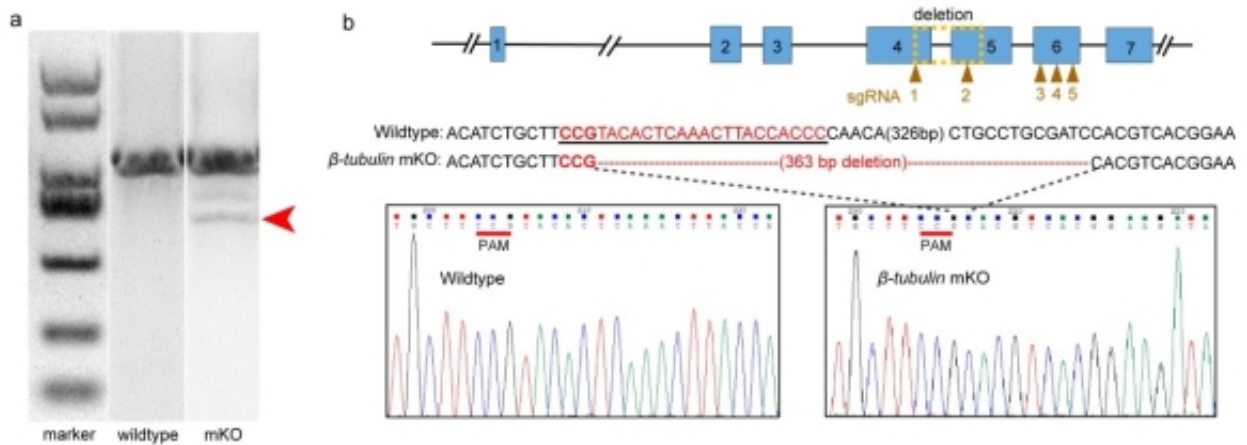 a
marker wildtype mKO
b
deletion
1 2 3 4 5 6 7
sgRNA 1 2 3 4 5
Wildtype: ACATCTGCTTCCGTACACTCAAACTTACCACCCCAACA(326bp) CTGCCTGCGATCCACGTCACGGAA
β-tubulin mKO: ACATCTGCTTCCG (363 bp deletion) CACGTCACGGAA
PAM
Wildtype
PAM
β-tubulin mKO